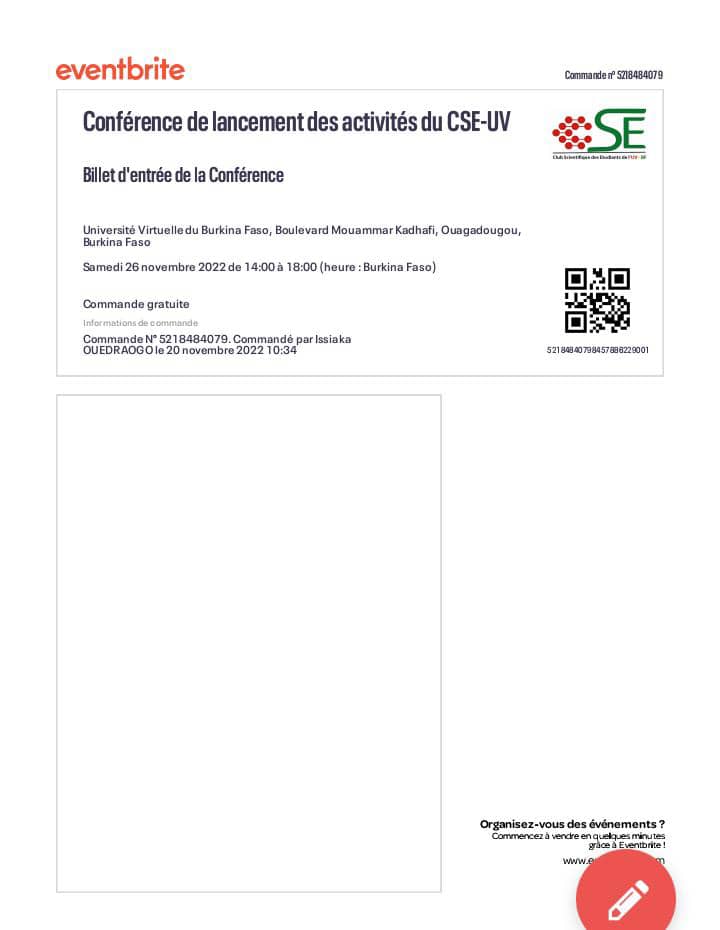 eventbrite
Commande nº 5218484079
Conférence de lancement des activités du CSE-UV
CSE
Club Scientifique des Etudiants de l'UV-BF
Billet d'entrée de la Conférence
Université Virtuelle du Burkina Faso, Boulevard Mouammar Kadhafi, Ouagadougou,
Burkina Faso
Samedi 26 novembre 2022 de 14:00 à 18:00 (heure : Burkina Faso)
Commande gratuite
Informations de commande
Commande N° 5218484079. Commandé par Issiaka
OUEDRAOGO le 20 novembre 2022 10:34
52184840798457888229001
Organisez-vous des événements ?
Commencez à vendre en quelques minutes
grâce à Eventbrite !